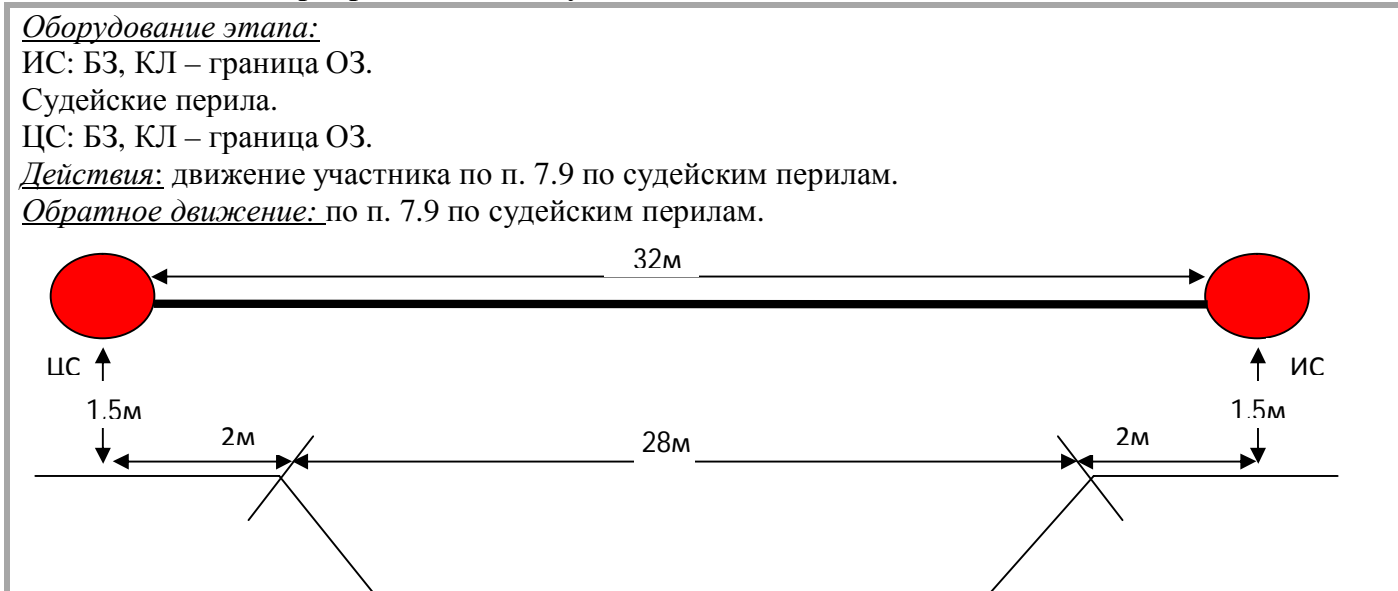 Оборудование этапа:
ИС: БЗ, КЛ – граница ОЗ.
Судейские перила.
ЦС: БЗ, КЛ – граница ОЗ.
Действия: движение участника по п. 7.9 по судейским перилам.
Обратное движение: по п. 7.9 по судейским перилам.
32м
ЦС ИС
1.5м 1.5м
2м 28м 2м